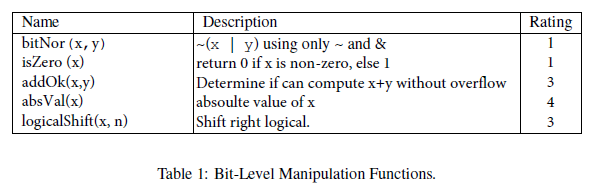 Name Description Rating
bitNor(x, y) ~(x | y) using only ~ and & 1
isZero (x) return 0 if x is non-zero, else 1 1
addOk(x,y) Determine if can compute x+y without overflow 3
absVal(x) absoulte value of x 4
logicalShift(x, n) Shift right logical. 3
Table 1: Bit-Level Manipulation Functions.